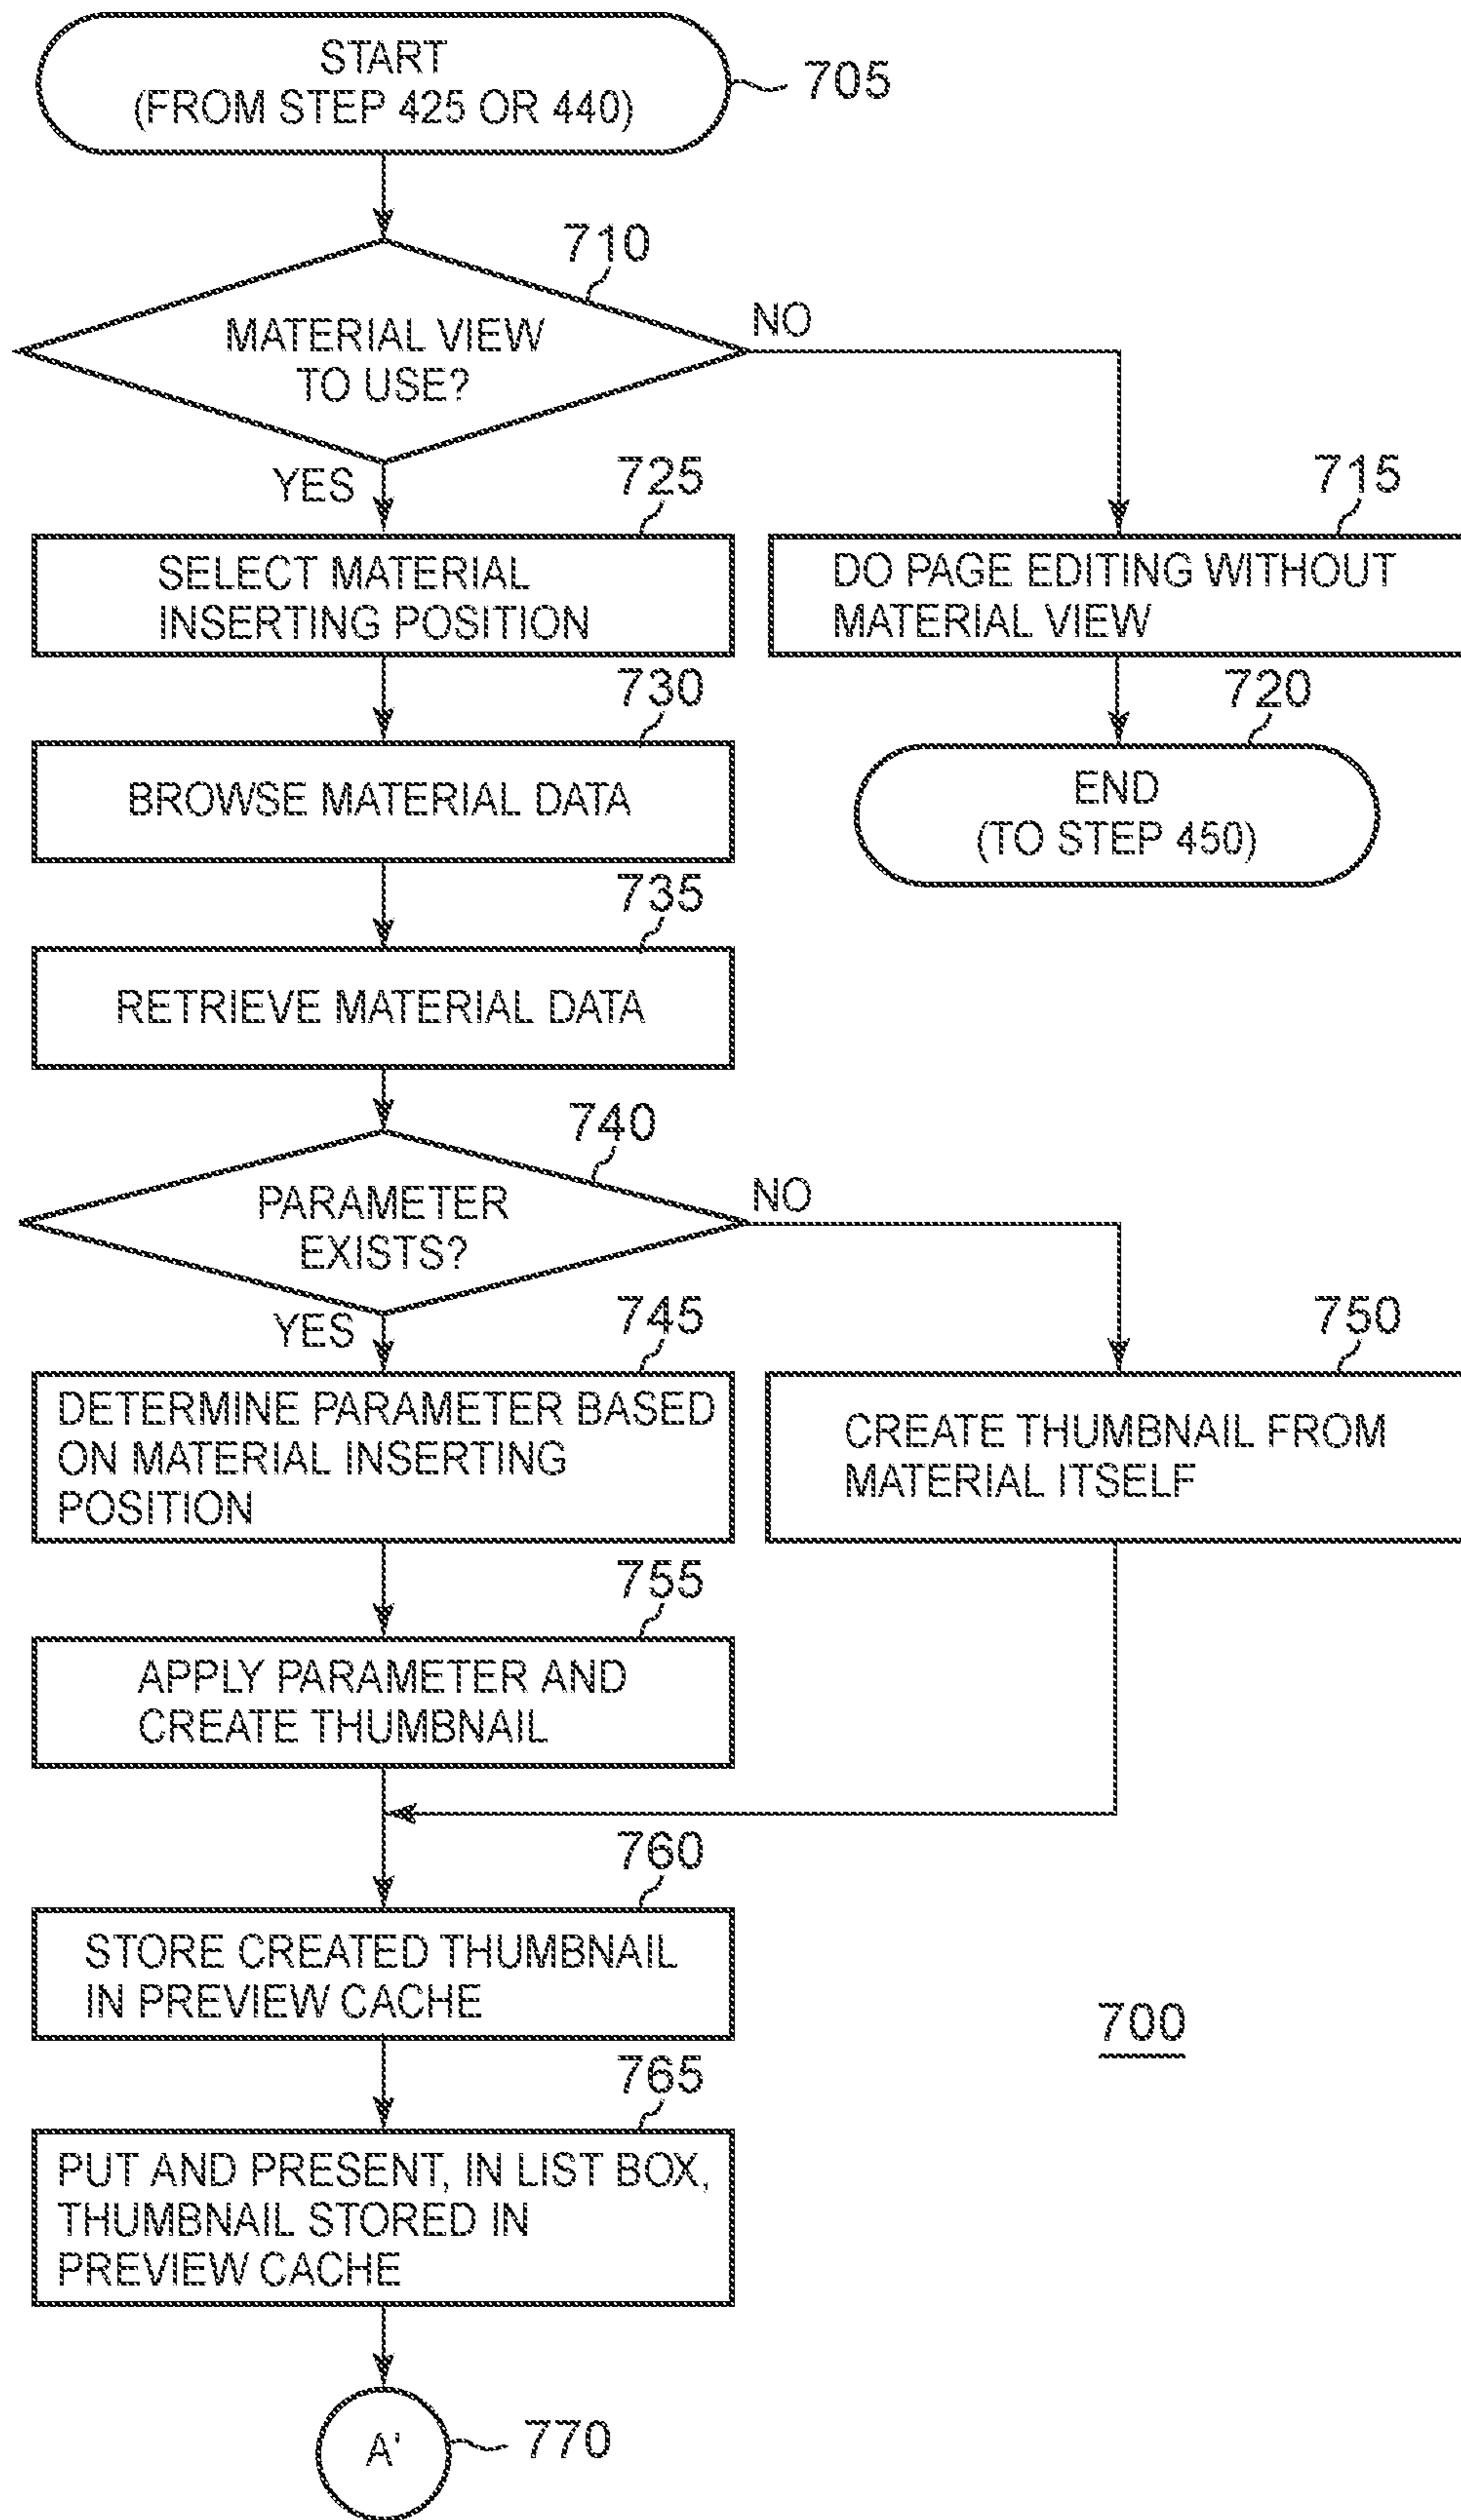 START
(FROM STEP 425 OR 440)
705
710
MATERIAL VIEW
TO USE?
NO
YES
725
SELECT MATERIAL
INSERTING POSITION
715
DO PAGE EDITING WITHOUT
MATERIAL VIEW
730
BROWSE MATERIAL DATA
720
END
(TO STEP 450)
735
RETRIEVE MATERIAL DATA
740
PARAMETER
EXISTS?
NO
YES
745
DETERMINE PARAMETER BASED
ON MATERIAL INSERTING
POSITION
750
CREATE THUMBNAIL FROM
MATERIAL ITSELF
755
APPLY PARAMETER AND
CREATE THUMBNAIL
760
STORE CREATED THUMBNAIL
IN PREVIEW CACHE
700
765
PUT AND PRESENT, IN LIST BOX,
THUMBNAIL STORED IN
PREVIEW CACHE
A'
770